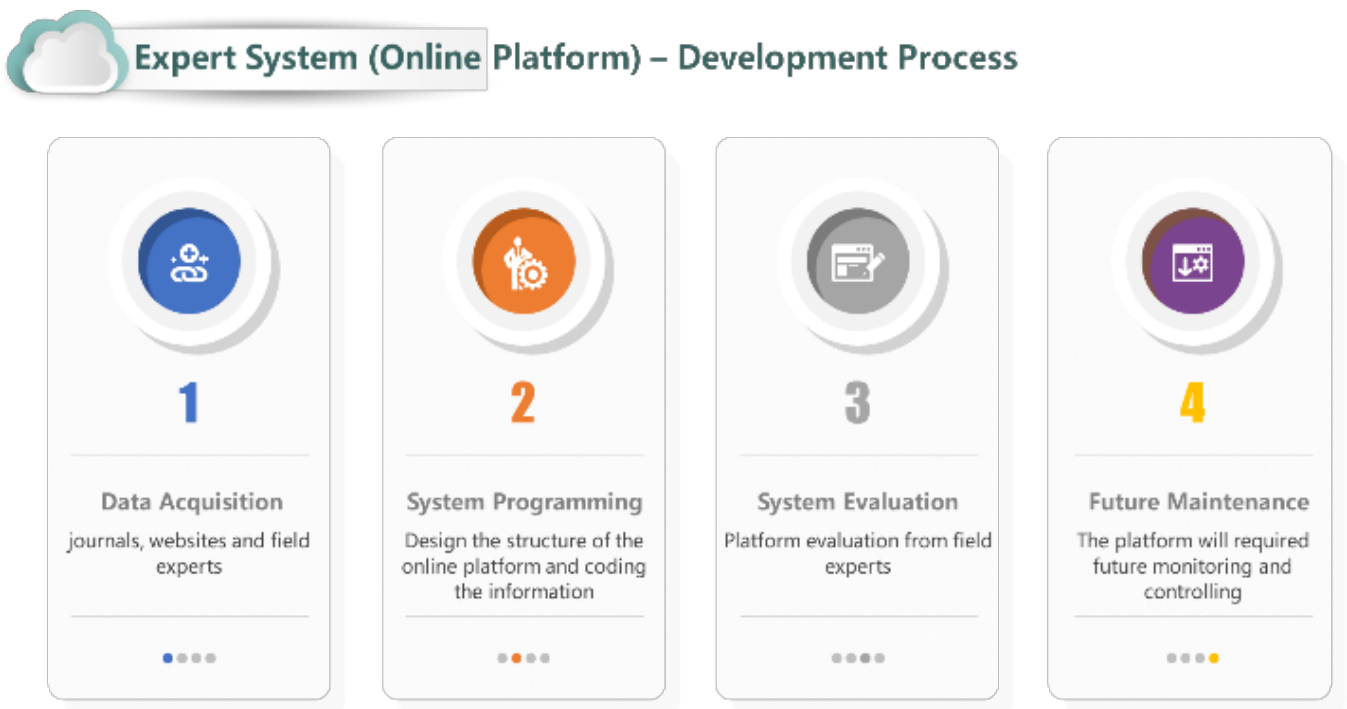 Expert System (Online Platform) – Development Process
1
Data Acquisition
journals, websites and field
experts
2
System Programming
Design the structure of the
online platform and coding
the information
3
System Evaluation
Platform evaluation from field
experts
4
Future Maintenance
The platform will required
future monitoring and
controlling